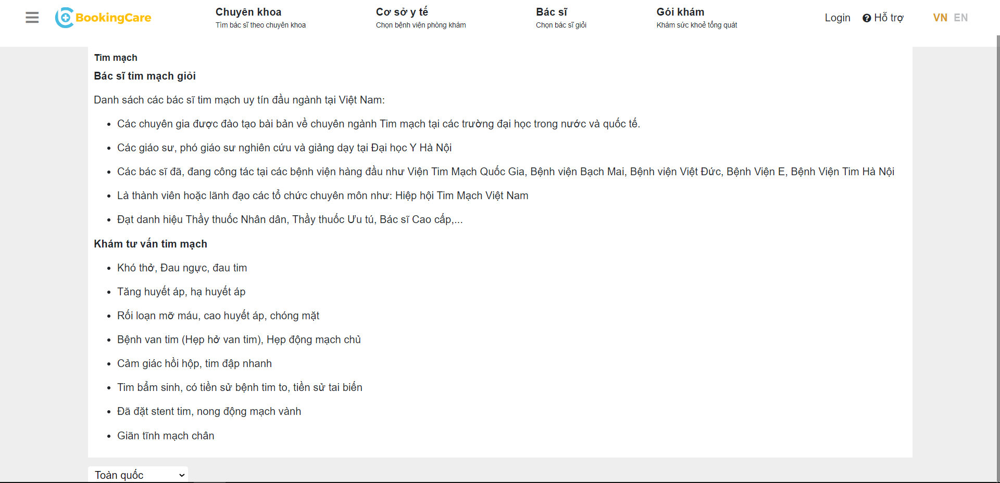 BookingCare
Chuyên khoa
Tìm bác sĩ theo chuyên khoa
Cơ sở y tế
Chọn bệnh viện phòng khám
Bác sĩ
Chọn bác sĩ giỏi
Gói khám
Khám sức khoẻ tổng quát
Login
Hỗ trợ
VN EN
Tim mạch
Bác sĩ tim mạch giỏi
Danh sách các bác sĩ tim mạch uy tín đầu ngành tại Việt Nam:
Các chuyên gia được đào tạo bài bản về chuyên ngành Tim mạch tại các trường đại học trong nước và quốc tế.
Các giáo sư, phó giáo sư nghiên cứu và giảng dạy tại Đại học Y Hà Nội
Các bác sĩ đã, đang công tác tại các bệnh viện hàng đầu như Viện Tim Mạch Quốc Gia, Bệnh viện Bạch Mai, Bệnh viện Việt Đức, Bệnh Viện E, Bệnh Viện Tim Hà Nội
Là thành viên hoặc lãnh đạo các tổ chức chuyên môn như: Hiệp hội Tim Mạch Việt Nam
Đạt danh hiệu Thầy thuốc Nhân dân, Thầy thuốc Ưu tú, Bác sĩ Cao cấp,...
Khám tư vấn tim mạch
Khó thở, Đau ngực, đau tim
Tăng huyết áp, hạ huyết áp
Rối loạn mỡ máu, cao huyết áp, chóng mặt
Bệnh van tim (Hẹp hở van tim), Hẹp động mạch chủ
Cảm giác hồi hộp, tim đập nhanh
Tim bẩm sinh, có tiền sử bệnh tim to, tiền sử tai biến
Đã đặt stent tim, nong động mạch vành
Giãn tĩnh mạch chân
Toàn quốc